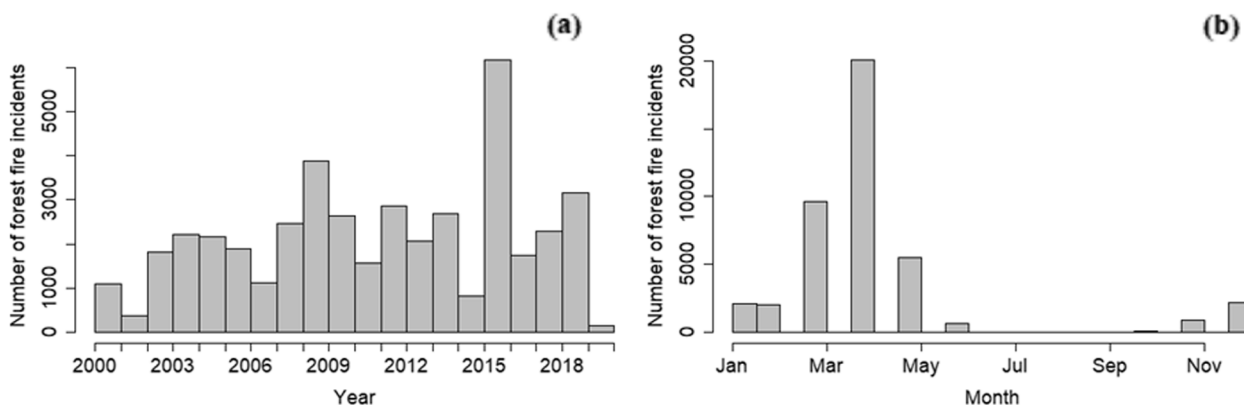 (a)
Number of forest fire incidents
5000
3000
1000
0
2000 2003 2006 2009 2012 2015 2018
Year
(b)
Number of forest fire incidents
20000
10000
5000
0
Jan Mar May Jul Sep Nov
Month